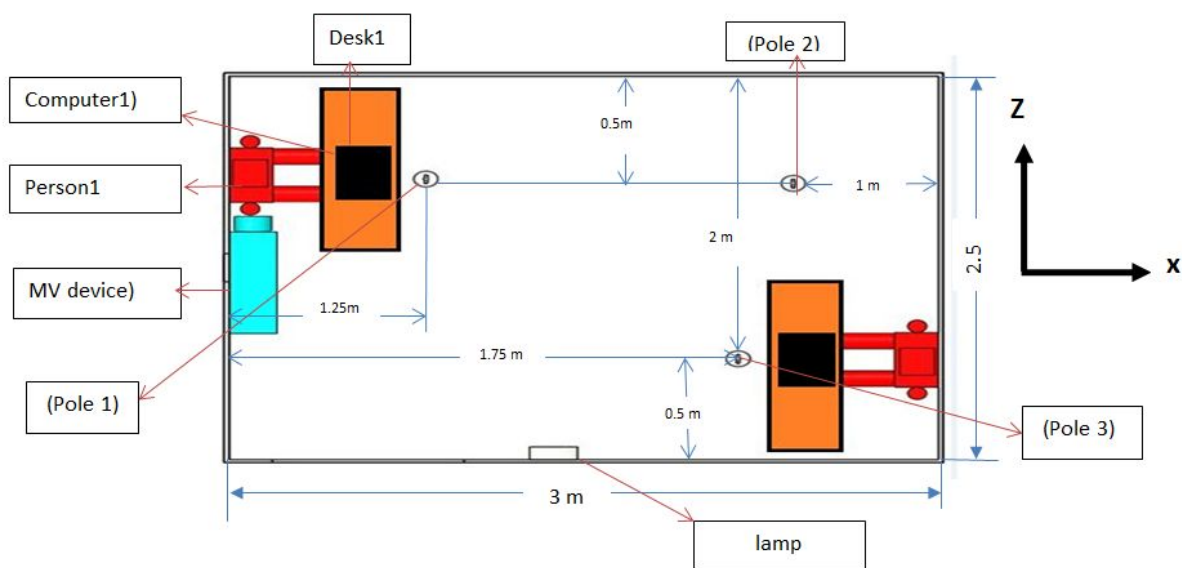 Desk1
(Pole 2)
Computer1)
0.5m
Z
Person1
1 m
2 m
2.5
x
MV device)
1.25m
1.75 m
(Pole 1)
0.5 m
(Pole 3)
3 m
lamp